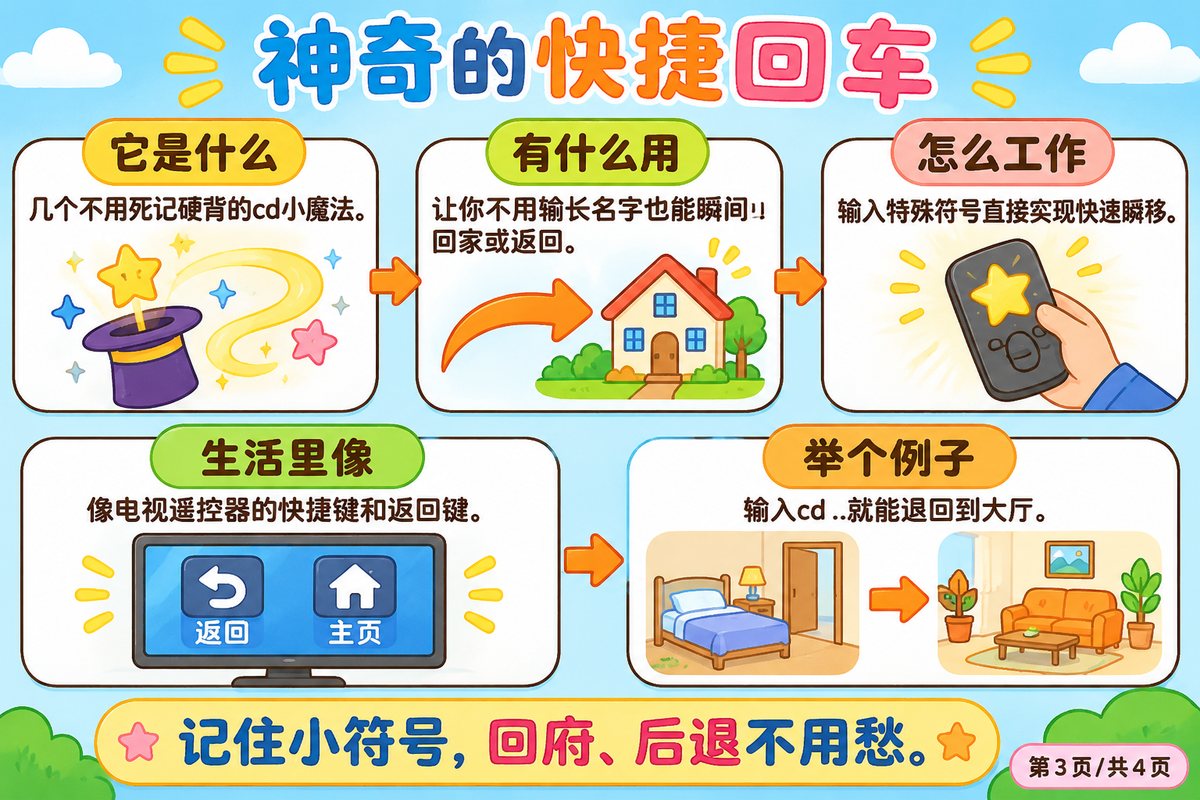 神奇的快捷回车
它是什么
几个不用死记硬背的cd小魔法。
有什么用
让你不用输长名字也能瞬间!!
回家或返回。
怎么工作
输入特殊符号直接实现快速瞬移。
生活里像
像电视遥控器的快捷键和返回键。
返回
主页
举个例子
输入cd ..就能退回到大厅。
记住小符号，回府、后退不用愁。
第3页/共4页